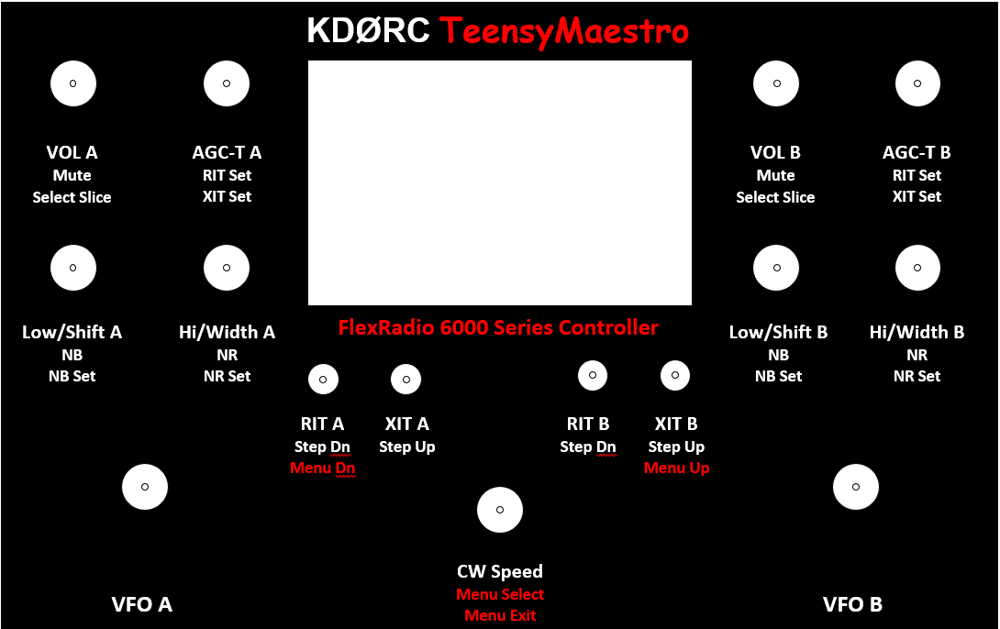 KDØRC TeensyMaestro
VOL A
Mute
Select Slice
AGC-T A
RIT Set
XIT Set
VOL B
Mute
Select Slice
AGC-T B
RIT Set
XIT Set
FlexRadio 6000 Series Controller
Low/Shift A
NB
NB Set
Hi/Width A
NR
NR Set
Low/Shift B
NB
NB Set
Hi/Width B
NR
NR Set
RIT A
Step Dn
Menu Dn
XIT A
Step Up
RIT B
Step Dn
XIT B
Step Up
Menu Up
CW Speed
Menu Select
Menu Exit
VFO A
VFO B